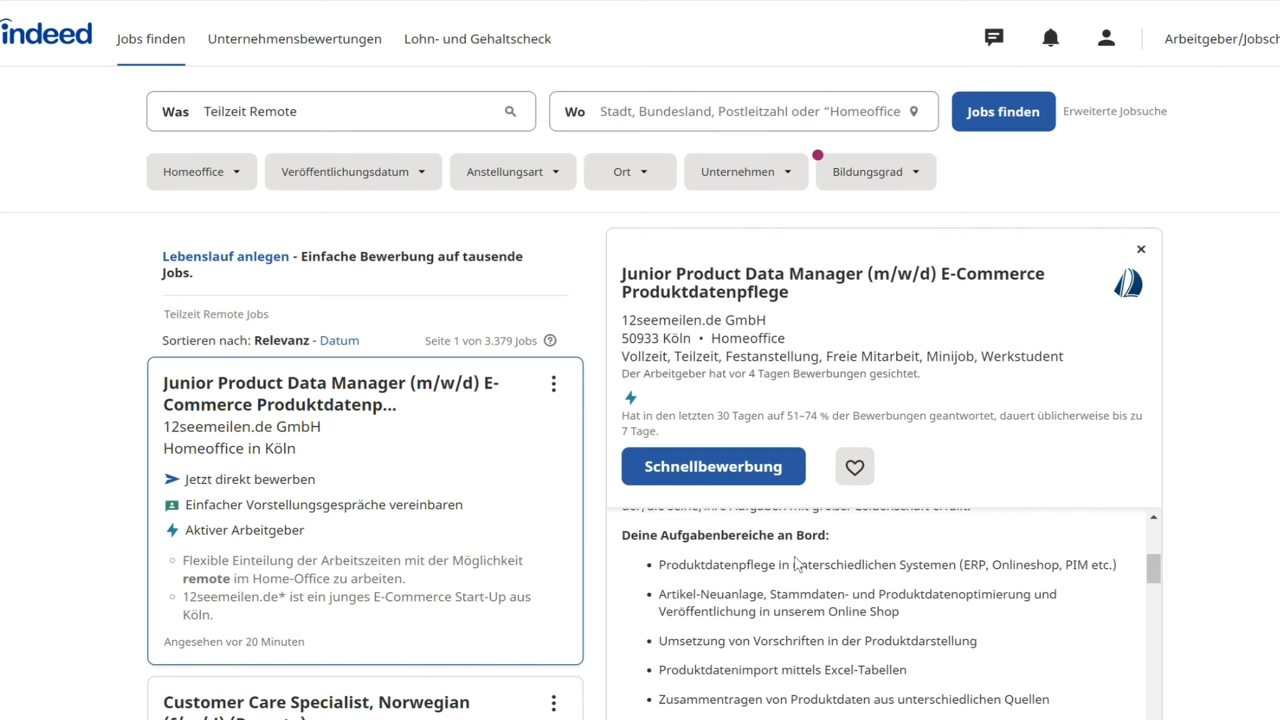 indeed
Jobs finden
Unternehmensbewertungen
Lohn- und Gehaltscheck
Arbeitgeber/Jobsch
Was Teilzeit Remote
Wo Stadt, Bundesland, Postleitzahl oder “Homeoffice
Jobs finden
Erweiterte Jobsuche
Homeoffice
Veröffentlichungsdatum
Anstellungsart
Ort
Unternehmen
Bildungsgrad
Lebenslauf anlegen - Einfache Bewerbung auf tausende
Jobs.
Teilzeit Remote Jobs
Sortieren nach: Relevanz - Datum
Seite 1 von 3.379 Jobs
Junior Product Data Manager (m/w/d) E-
Commerce Produktdatenp...
12seemeilen.de GmbH
Homeoffice in Köln
Jetzt direkt bewerben
Einfacher Vorstellungsgespräche vereinbaren
Aktiver Arbeitgeber
Flexible Einteilung der Arbeitszeiten mit der Möglichkeit
remote im Home-Office zu arbeiten.
12seemeilen.de* ist ein junges E-Commerce Start-Up aus
Köln.
Angesehen vor 20 Minuten
Customer Care Specialist, Norwegian
Junior Product Data Manager (m/w/d) E-Commerce
Produktdatenpflege
12seemeilen.de GmbH
50933 Köln • Homeoffice
Vollzeit, Teilzeit, Festanstellung, Freie Mitarbeit, Minijob, Werkstudent
Der Arbeitgeber hat vor 4 Tagen Bewerbungen gesichtet.
Hat in den letzten 30 Tagen auf 51–74 % der Bewerbungen geantwortet, dauert üblicherweise bis zu
7 Tage.
Schnellbewerbung
Deine Aufgabenbereiche an Bord:
Produktdatenpflege in unterschiedlichen Systemen (ERP, Onlineshop, PIM etc.)
Artikel-Neuanlage, Stammdaten- und Produktdatenoptimierung und
Veröffentlichung in unserem Online Shop
Umsetzung von Vorschriften in der Produktdarstellung
Produktdatenimport mittels Excel-Tabellen
Zusammentragen von Produktdaten aus unterschiedlichen Quellen